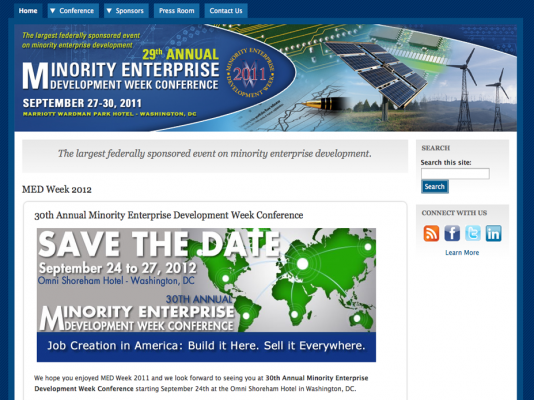 Home ▼ Conference ▼ Sponsors Press Room Contact Us
The largest federally sponsored event
on minority enterprise development
29th ANNUAL
MINORITY ENTERPRISE
DEVELOPMENT WEEK CONFERENCE
SEPTEMBER 27-30, 2011
MARRIOTT WARDMAN PARK HOTEL - WASHINGTON, DC
MINORITY ENTERPRISE
2011
DEVELOPMENT WEEK
The largest federally sponsored event on minority enterprise development.
MED Week 2012
30th Annual Minority Enterprise Development Week Conference
SAVE THE DATE
September 24 to 27, 2012
Omni Shoreham Hotel - Washington, DC
30TH ANNUAL
MINORITY ENTERPRISE
DEVELOPMENT WEEK CONFERENCE
Job Creation in America: Build it Here. Sell it Everywhere.
We hope you enjoyed MED Week 2011 and we look forward to seeing you at 30th Annual Minority Enterprise
Development Week Conference starting September 24th at the Omni Shoreham Hotel in Washington, DC.
SEARCH
Search this site:
Search
CONNECT WITH US
Learn More